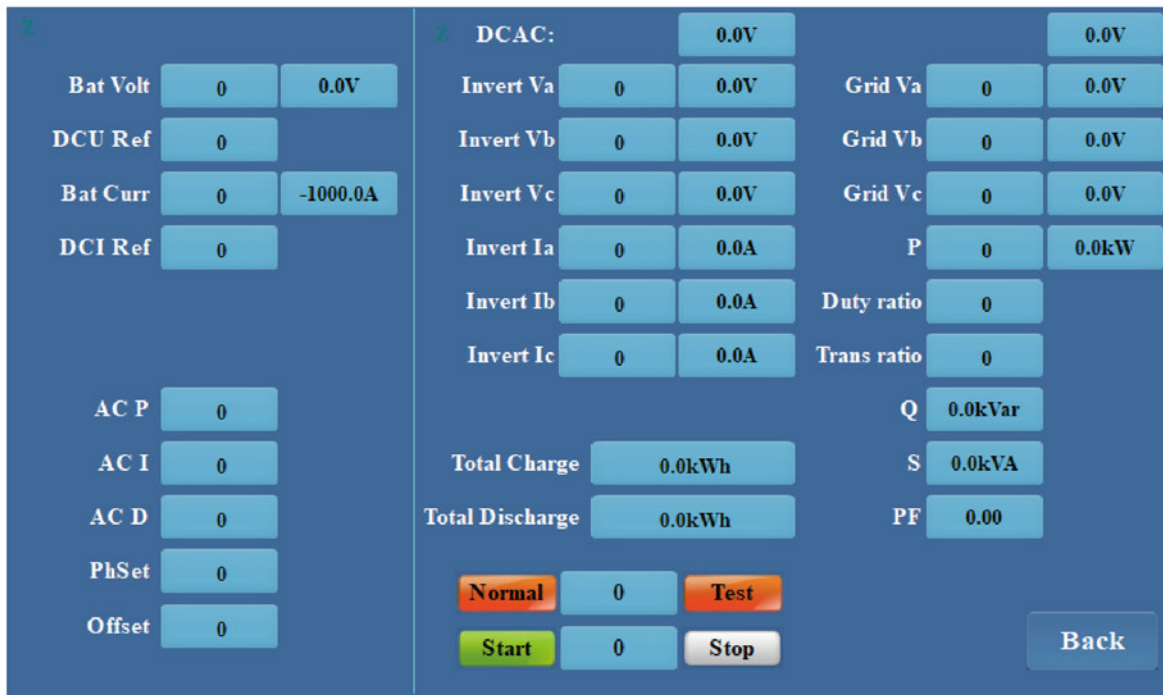 Z
Z DCAC: 0.0V 0.0V
Bat Volt 0 0.0V Invert Va 0 0.0V Grid Va 0 0.0V
DCU Ref 0 Invert Vb 0 0.0V Grid Vb 0 0.0V
Bat Curr 0 -1000.0A Invert Vc 0 0.0V Grid Vc 0 0.0V
DCI Ref 0 Invert Ia 0 0.0A P 0 0.0kW
Invert Ib 0 0.0A Duty ratio 0
Invert Ic 0 0.0A Trans ratio 0
AC P 0 Q 0.0kVar
AC I 0 Total Charge 0.0kWh S 0.0kVA
AC D 0 Total Discharge 0.0kWh PF 0.00
PhSet 0 Normal 0 Test
Offset 0 Start 0 Stop Back